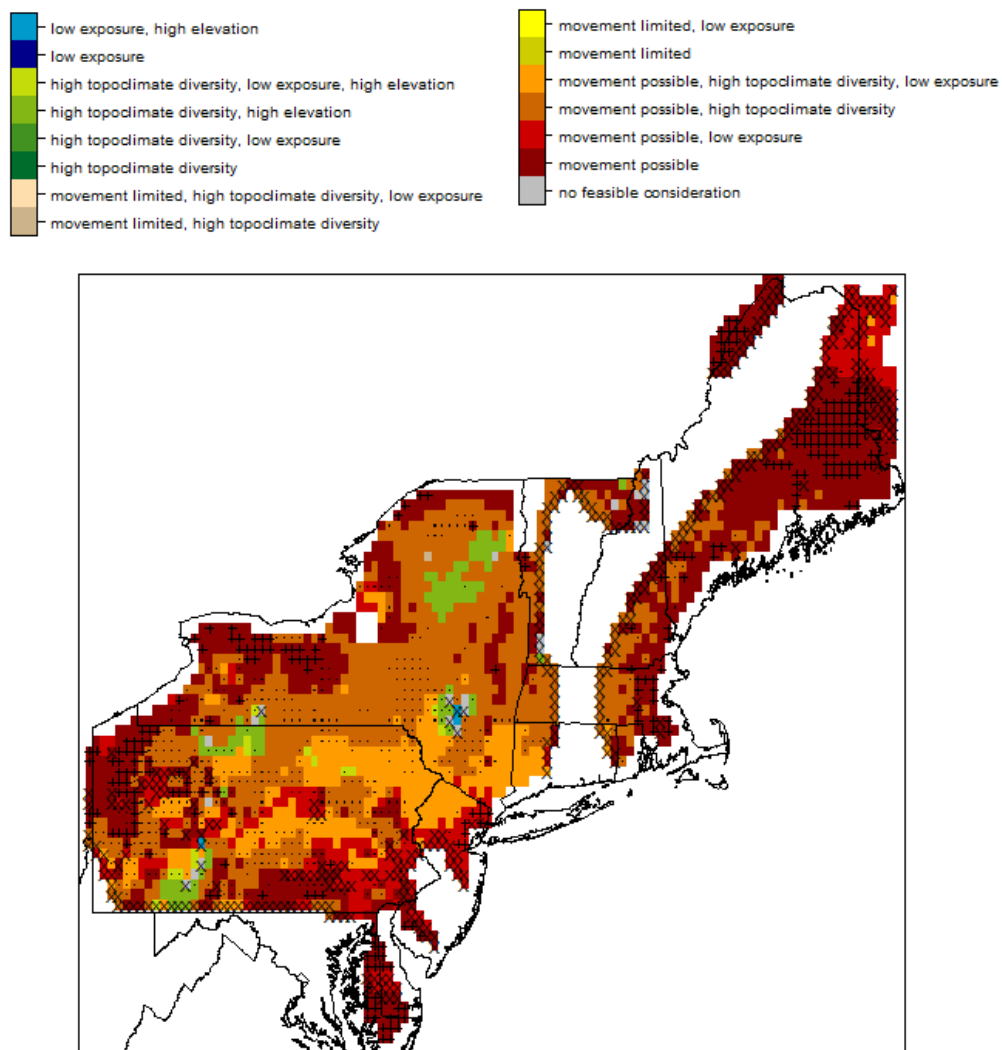 low exposure, high elevation
low exposure
high topoclimate diversity, low exposure, high elevation
high topoclimate diversity, high elevation
high topoclimate diversity, low exposure
high topoclimate diversity
movement limited, high topoclimate diversity, low exposure
movement limited, high topoclimate diversity
movement limited, low exposure
movement limited
movement possible, high topoclimate diversity, low exposure
movement possible, high topoclimate diversity
movement possible, low exposure
movement possible
no feasible consideration